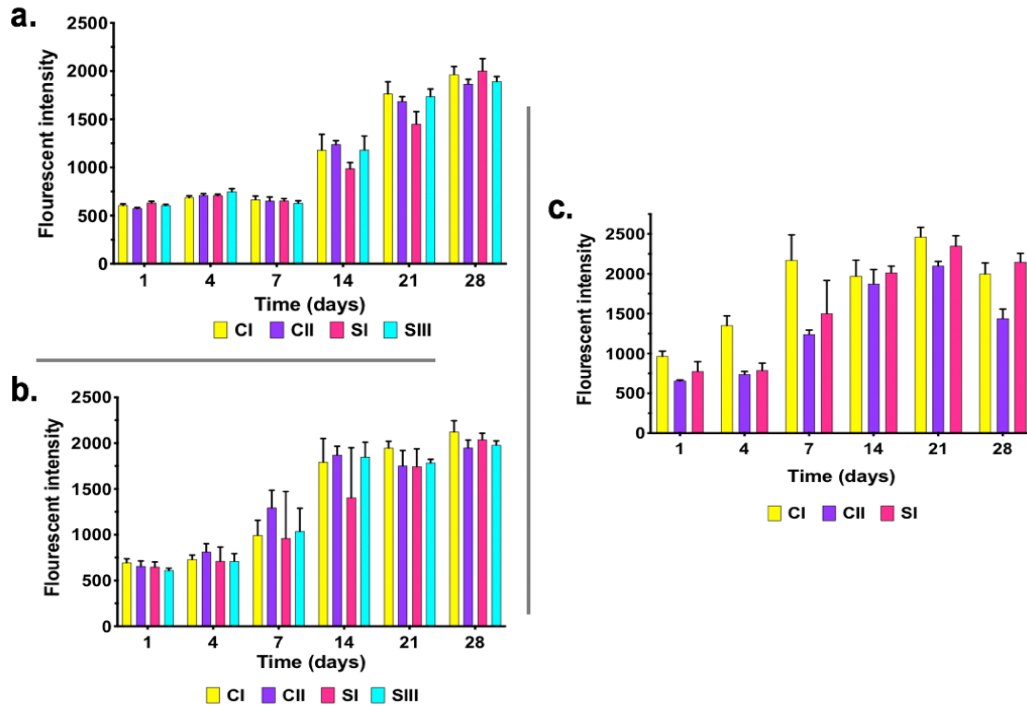 a.
Flourescent intensity
2500
2000
1500
1000
500
0
1 4 7 14 21 28
Time (days)
CI CII SI SIII
b.
Flourescent intensity
2500
2000
1500
1000
500
0
1 4 7 14 21 28
Time (days)
CI CII SI SIII
c.
Flourescent intensity
2500
2000
1500
1000
500
0
1 4 7 14 21 28
Time (days)
CI CII SI